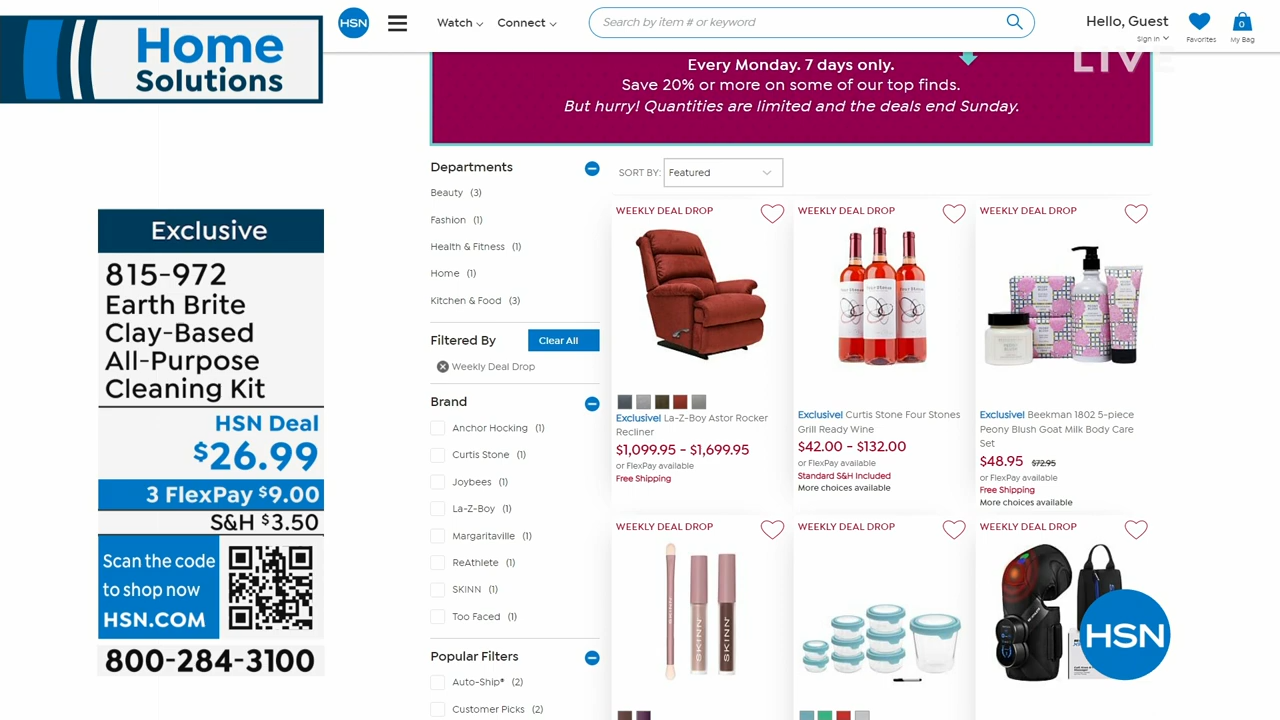 Home
Solutions
HSN
Watch
Connect
Search by item # or keyword
Hello, Guest
Sign In
Favorites
0
My Bag
LIVE
Every Monday. 7 days only.
Save 20% or more on some of our top finds.
But hurry! Quantities are limited and the deals end Sunday.
Exclusive
815-972
Earth Brite
Clay-Based
All-Purpose
Cleaning Kit
HSN Deal
$26.99
3 FlexPay $9.00
S&H $3.50
Scan the code
to shop now
HSN.COM
800-284-3100
Departments
Beauty (3)
Fashion (1)
Health & Fitness (1)
Home (1)
Kitchen & Food (3)
Filtered By
Clear All
Weekly Deal Drop
Brand
Anchor Hocking (1)
Curtis Stone (1)
Joybees (1)
La-Z-Boy (1)
Margaritaville (1)
ReAthlete (1)
SKINN (1)
Too Faced (1)
Popular Filters
Auto-Ship® (2)
Customer Picks (2)
SORT BY: Featured
WEEKLY DEAL DROP
Exclusive! La-Z-Boy Astor Rocker
Recliner
$1,099.95 - $1,699.95
or FlexPay available
Free Shipping
WEEKLY DEAL DROP
Exclusive! Curtis Stone Four Stones
Grill Ready Wine
$42.00 - $132.00
or FlexPay available
Standard S&H Included
More choices available
WEEKLY DEAL DROP
Exclusive! Beekman 1802 5-piece
Peony Blush Goat Milk Body Care
Set
$48.95 $72.95
or FlexPay available
Free Shipping
More choices available
WEEKLY DEAL DROP
SKINN
SKINN
WEEKLY DEAL DROP
WEEKLY DEAL DROP
HSN